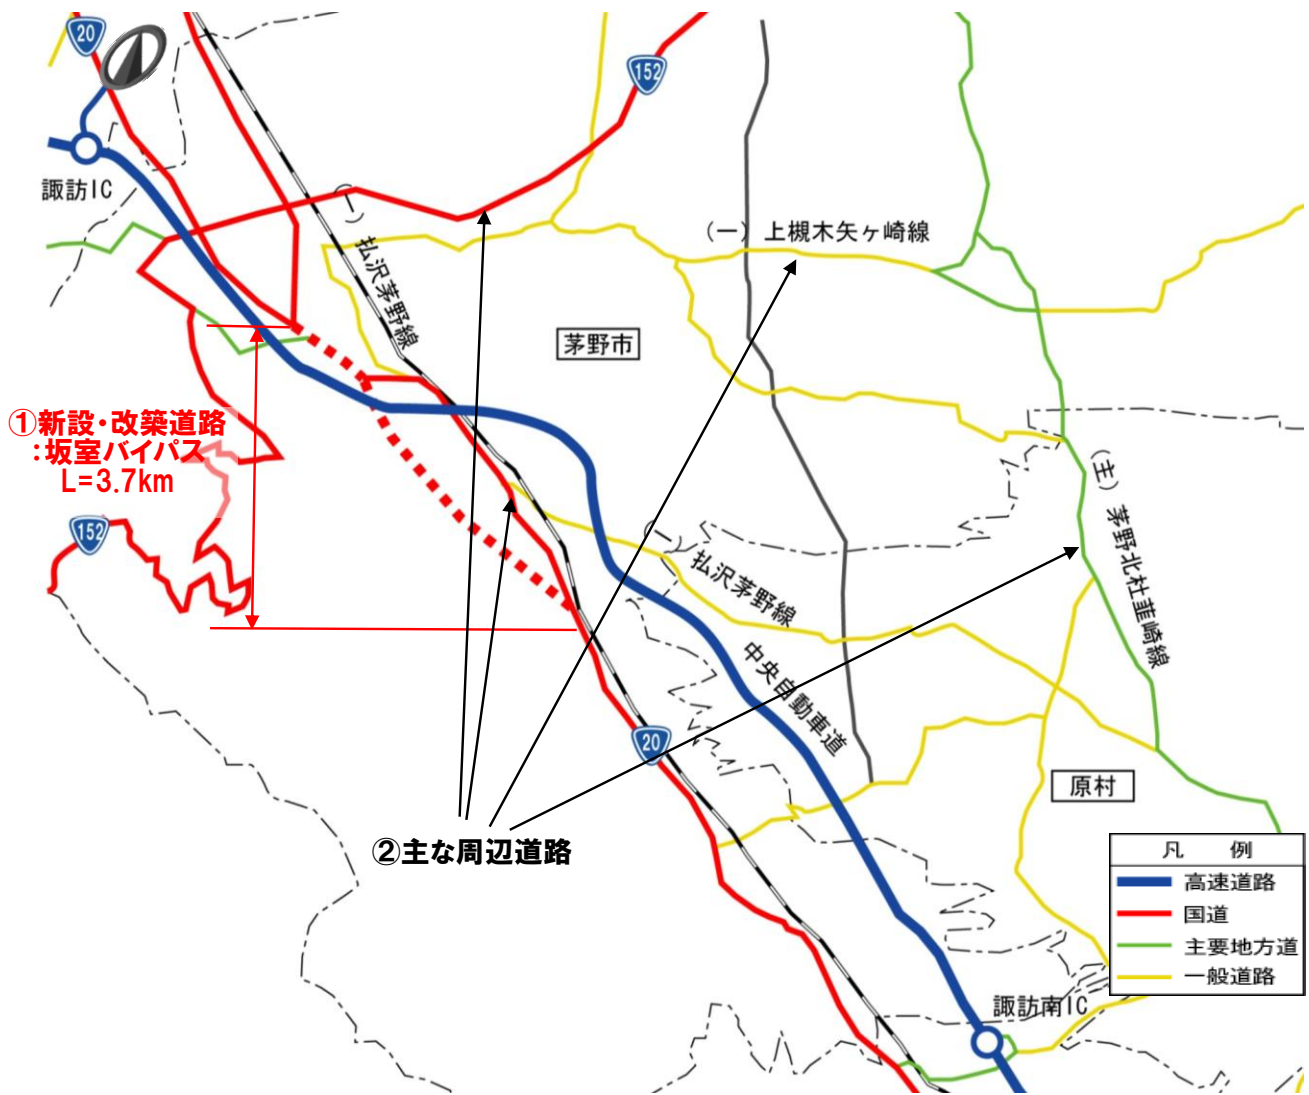 20
152
諏訪IC
(一) 払沢茅野線
(一) 上槻木矢ヶ崎線
茅野市
①新設・改築道路
:坂室バイパス
L=3.7km
152
(主) 茅野北杜韮崎線
(一) 払沢茅野線
中央自動車道
20
原村
②主な周辺道路
凡 例
高速道路
国道
主要地方道
一般道路
諏訪南IC